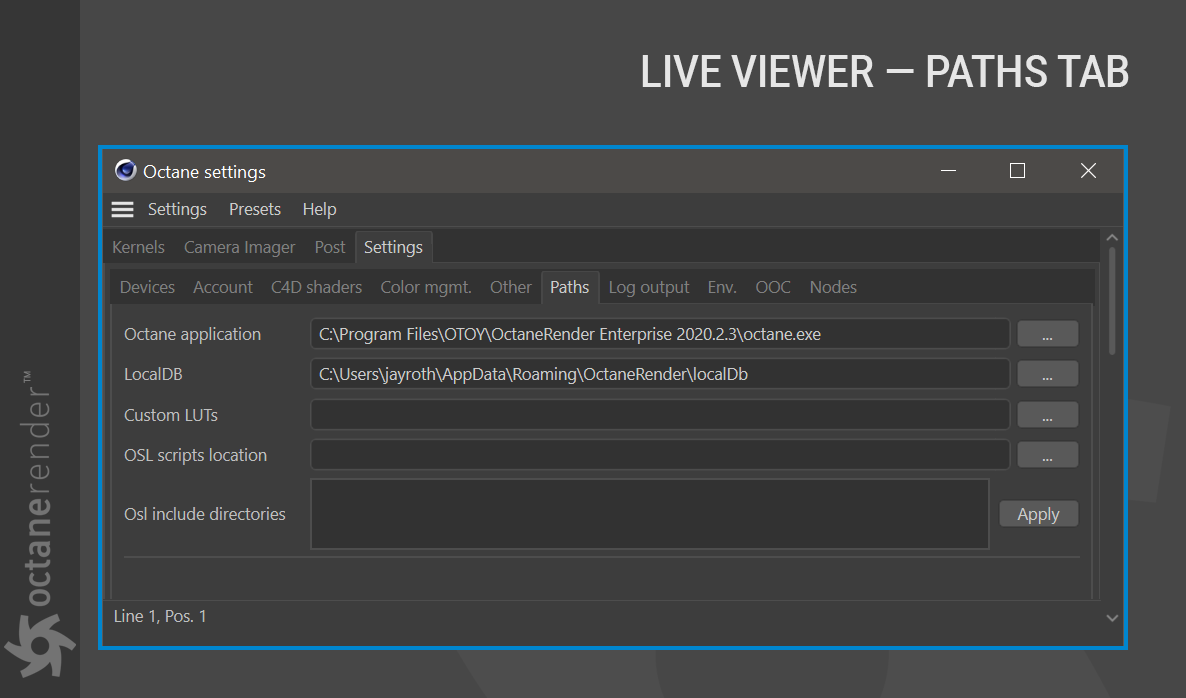 LIVE VIEWER — PATHS TAB
Octane settings
Settings Presets Help
Kernels Camera Imager Post Settings
Devices Account C4D shaders Color mgmt. Other Paths Log output Env. OOC Nodes
Octane application C:\Program Files\OTOY\OctaneRender Enterprise 2020.2.3\octane.exe ...
LocalDB C:\Users\jayroth\AppData\Roaming\OctaneRender\localDb ...
Custom LUTs ...
OSL scripts location ...
Osl include directories Apply
Line 1, Pos. 1
octanerender™